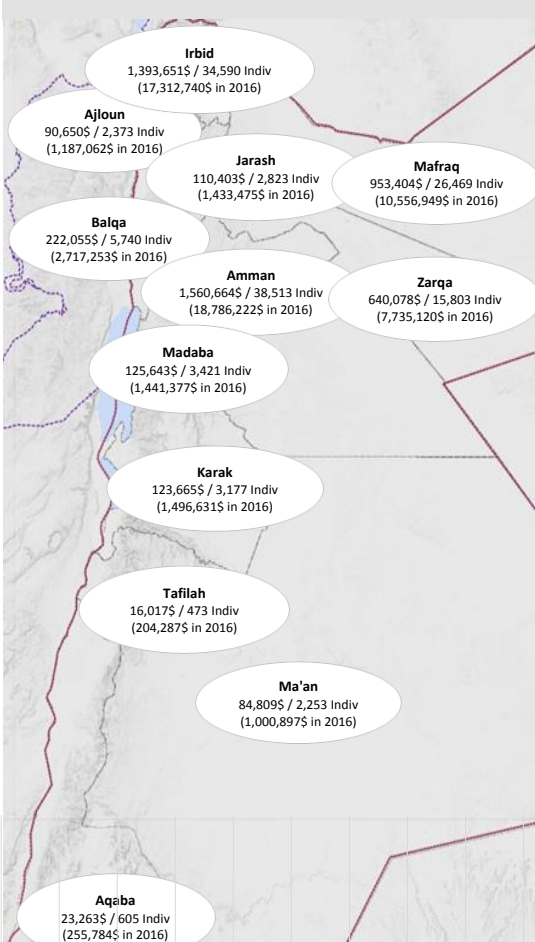 Irbid
1,393,651$ / 34,590 Indiv
(17,312,740$ in 2016)
Ajloun
90,650$ / 2,373 Indiv
(1,187,062$ in 2016)
Jarash
110,403$ / 2,823 Indiv
(1,433,475$ in 2016)
Mafraq
953,404$ / 26,469 Indiv
(10,556,949$ in 2016)
Balqa
222,055$ / 5,740 Indiv
(2,717,253$ in 2016)
Amman
1,560,664$ / 38,513 Indiv
(18,786,222$ in 2016)
Zarqa
640,078$ / 15,803 Indiv
(7,735,120$ in 2016)
Madaba
125,643$ / 3,421 Indiv
(1,441,377$ in 2016)
Karak
123,665$ / 3,177 Indiv
(1,496,631$ in 2016)
Tafilah
16,017$ / 473 Indiv
(204,287$ in 2016)
Ma'an
84,809$ / 2,253 Indiv
(1,000,897$ in 2016)
Aqaba
23,263$ / 605 Indiv
(255,784$ in 2016)